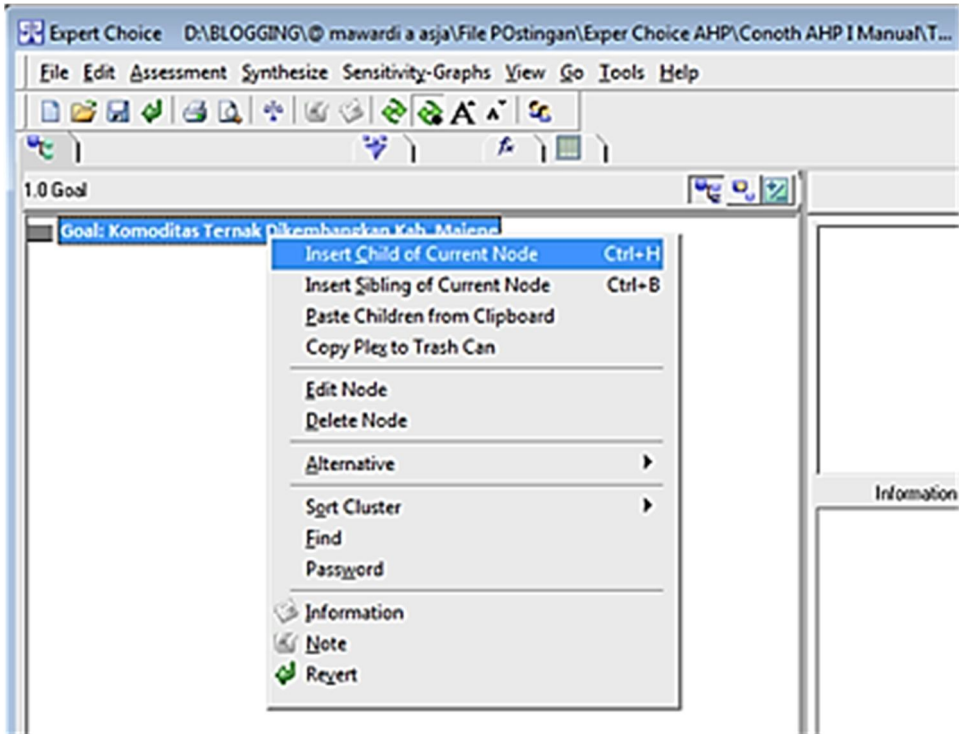 Expert Choice D:\BLOGGING\@ mawardi a asja\File POstingan\Exper Choice AHP\Conoth AHP I Manual\T...
File Edit Assessment Synthesize Sensitivity-Graphs View Go Tools Help
1.0 Goal
Goal: Komoditas Ternak Dikembangkan Kab. Majene
Insert Child of Current Node Ctrl+H
Insert Sibling of Current Node Ctrl+B
Paste Children from Clipboard
Copy Plex to Trash Can
Edit Node
Delete Node
Alternative
Sort Cluster
Find
Password
Information
Note
Revert
Information